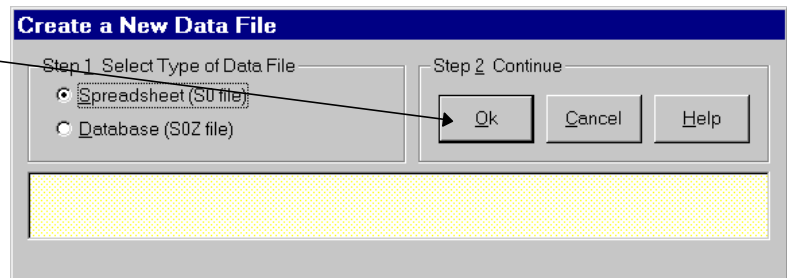 Create a New Data File
Step 1 Select Type of Data File
Spreadsheet (S0 file)
Database (S0Z file)
Step 2 Continue
Ok
Cancel
Help